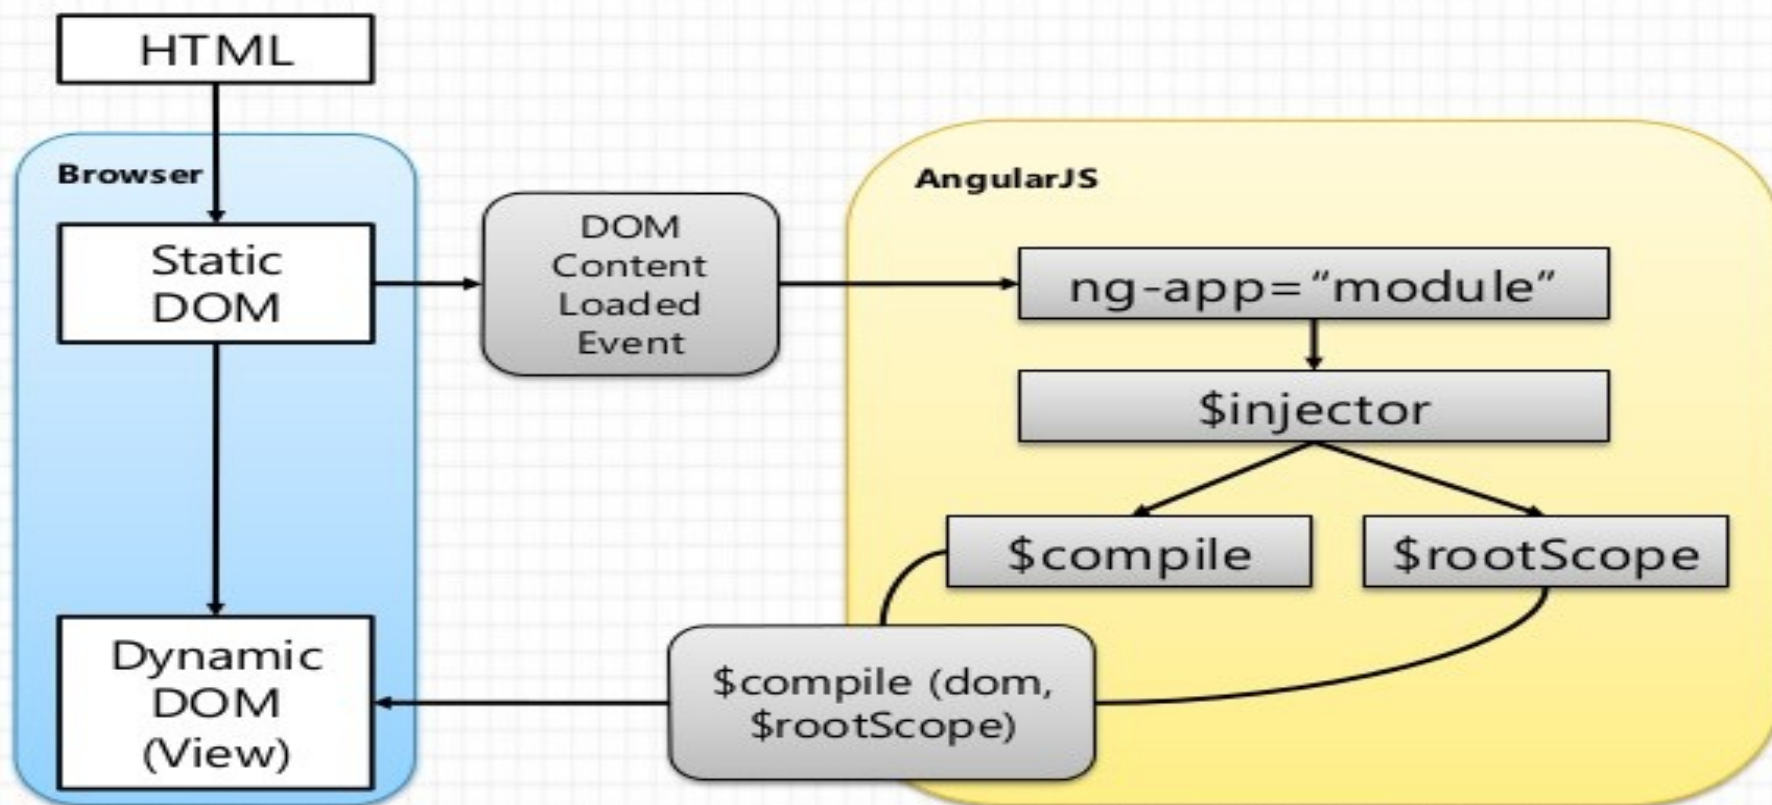 HTML
Browser
Static
DOM
DOM
Content
Loaded
Event
AngularJS
ng-app=“module”
$injector
$compile
$rootScope
$compile (dom,
$rootScope)
Dynamic
DOM
(View)